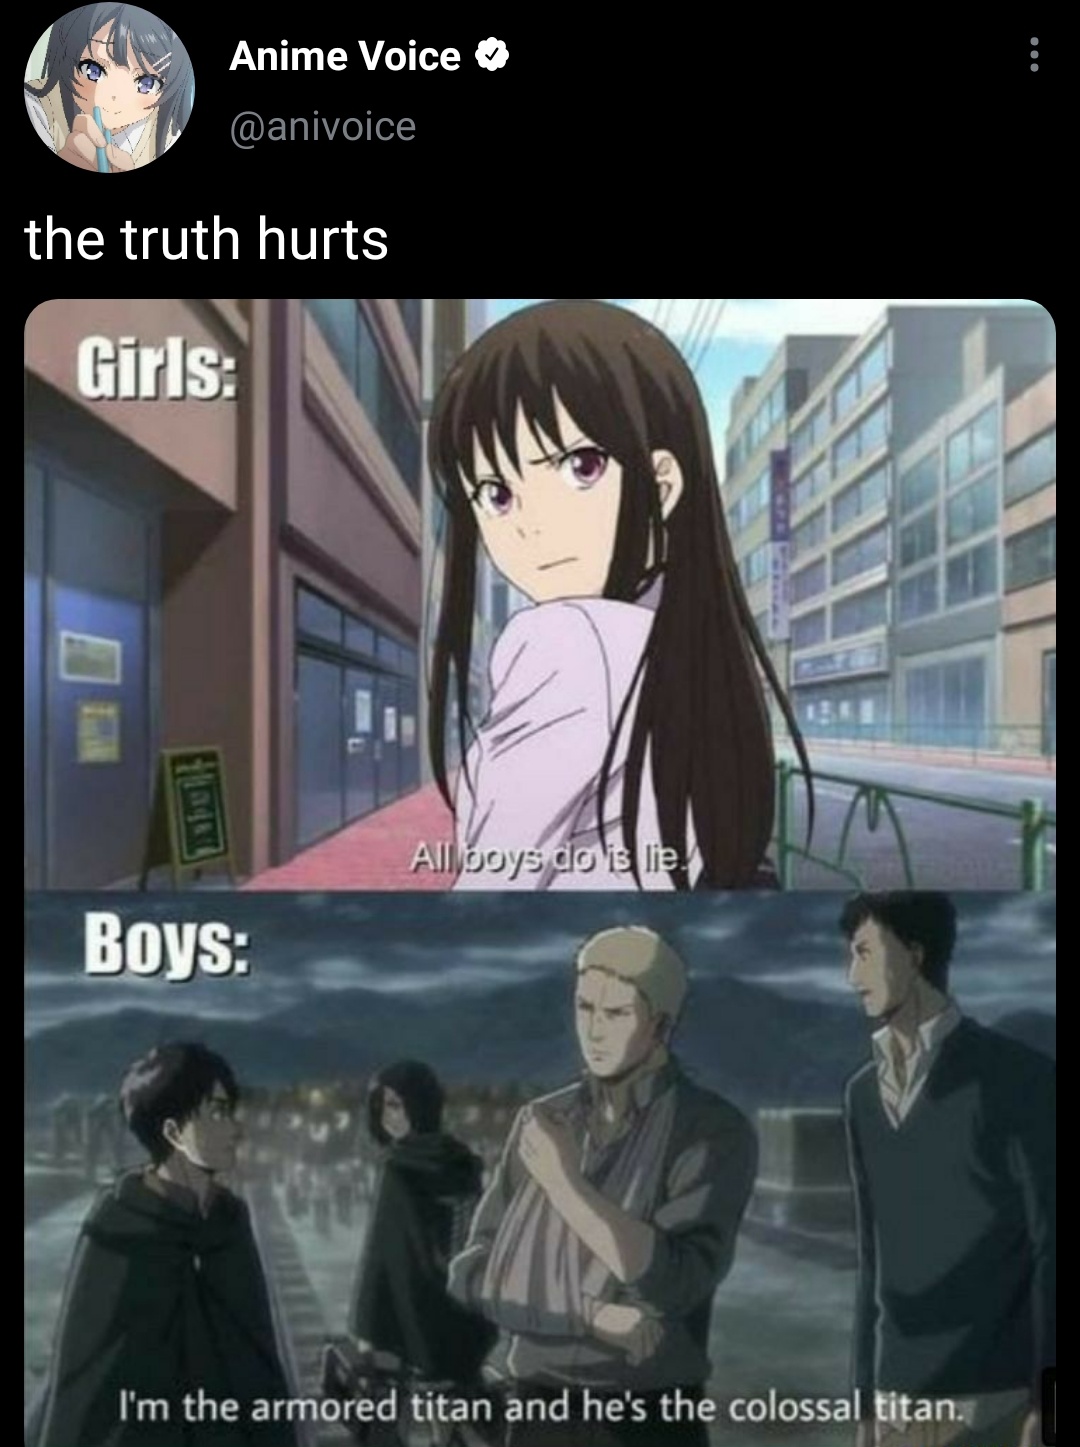 Anime Voice
@anivoice
the truth hurts
Girls:
All boys do is lie.
Boys:
I'm the armored titan and he's the colossal titan.